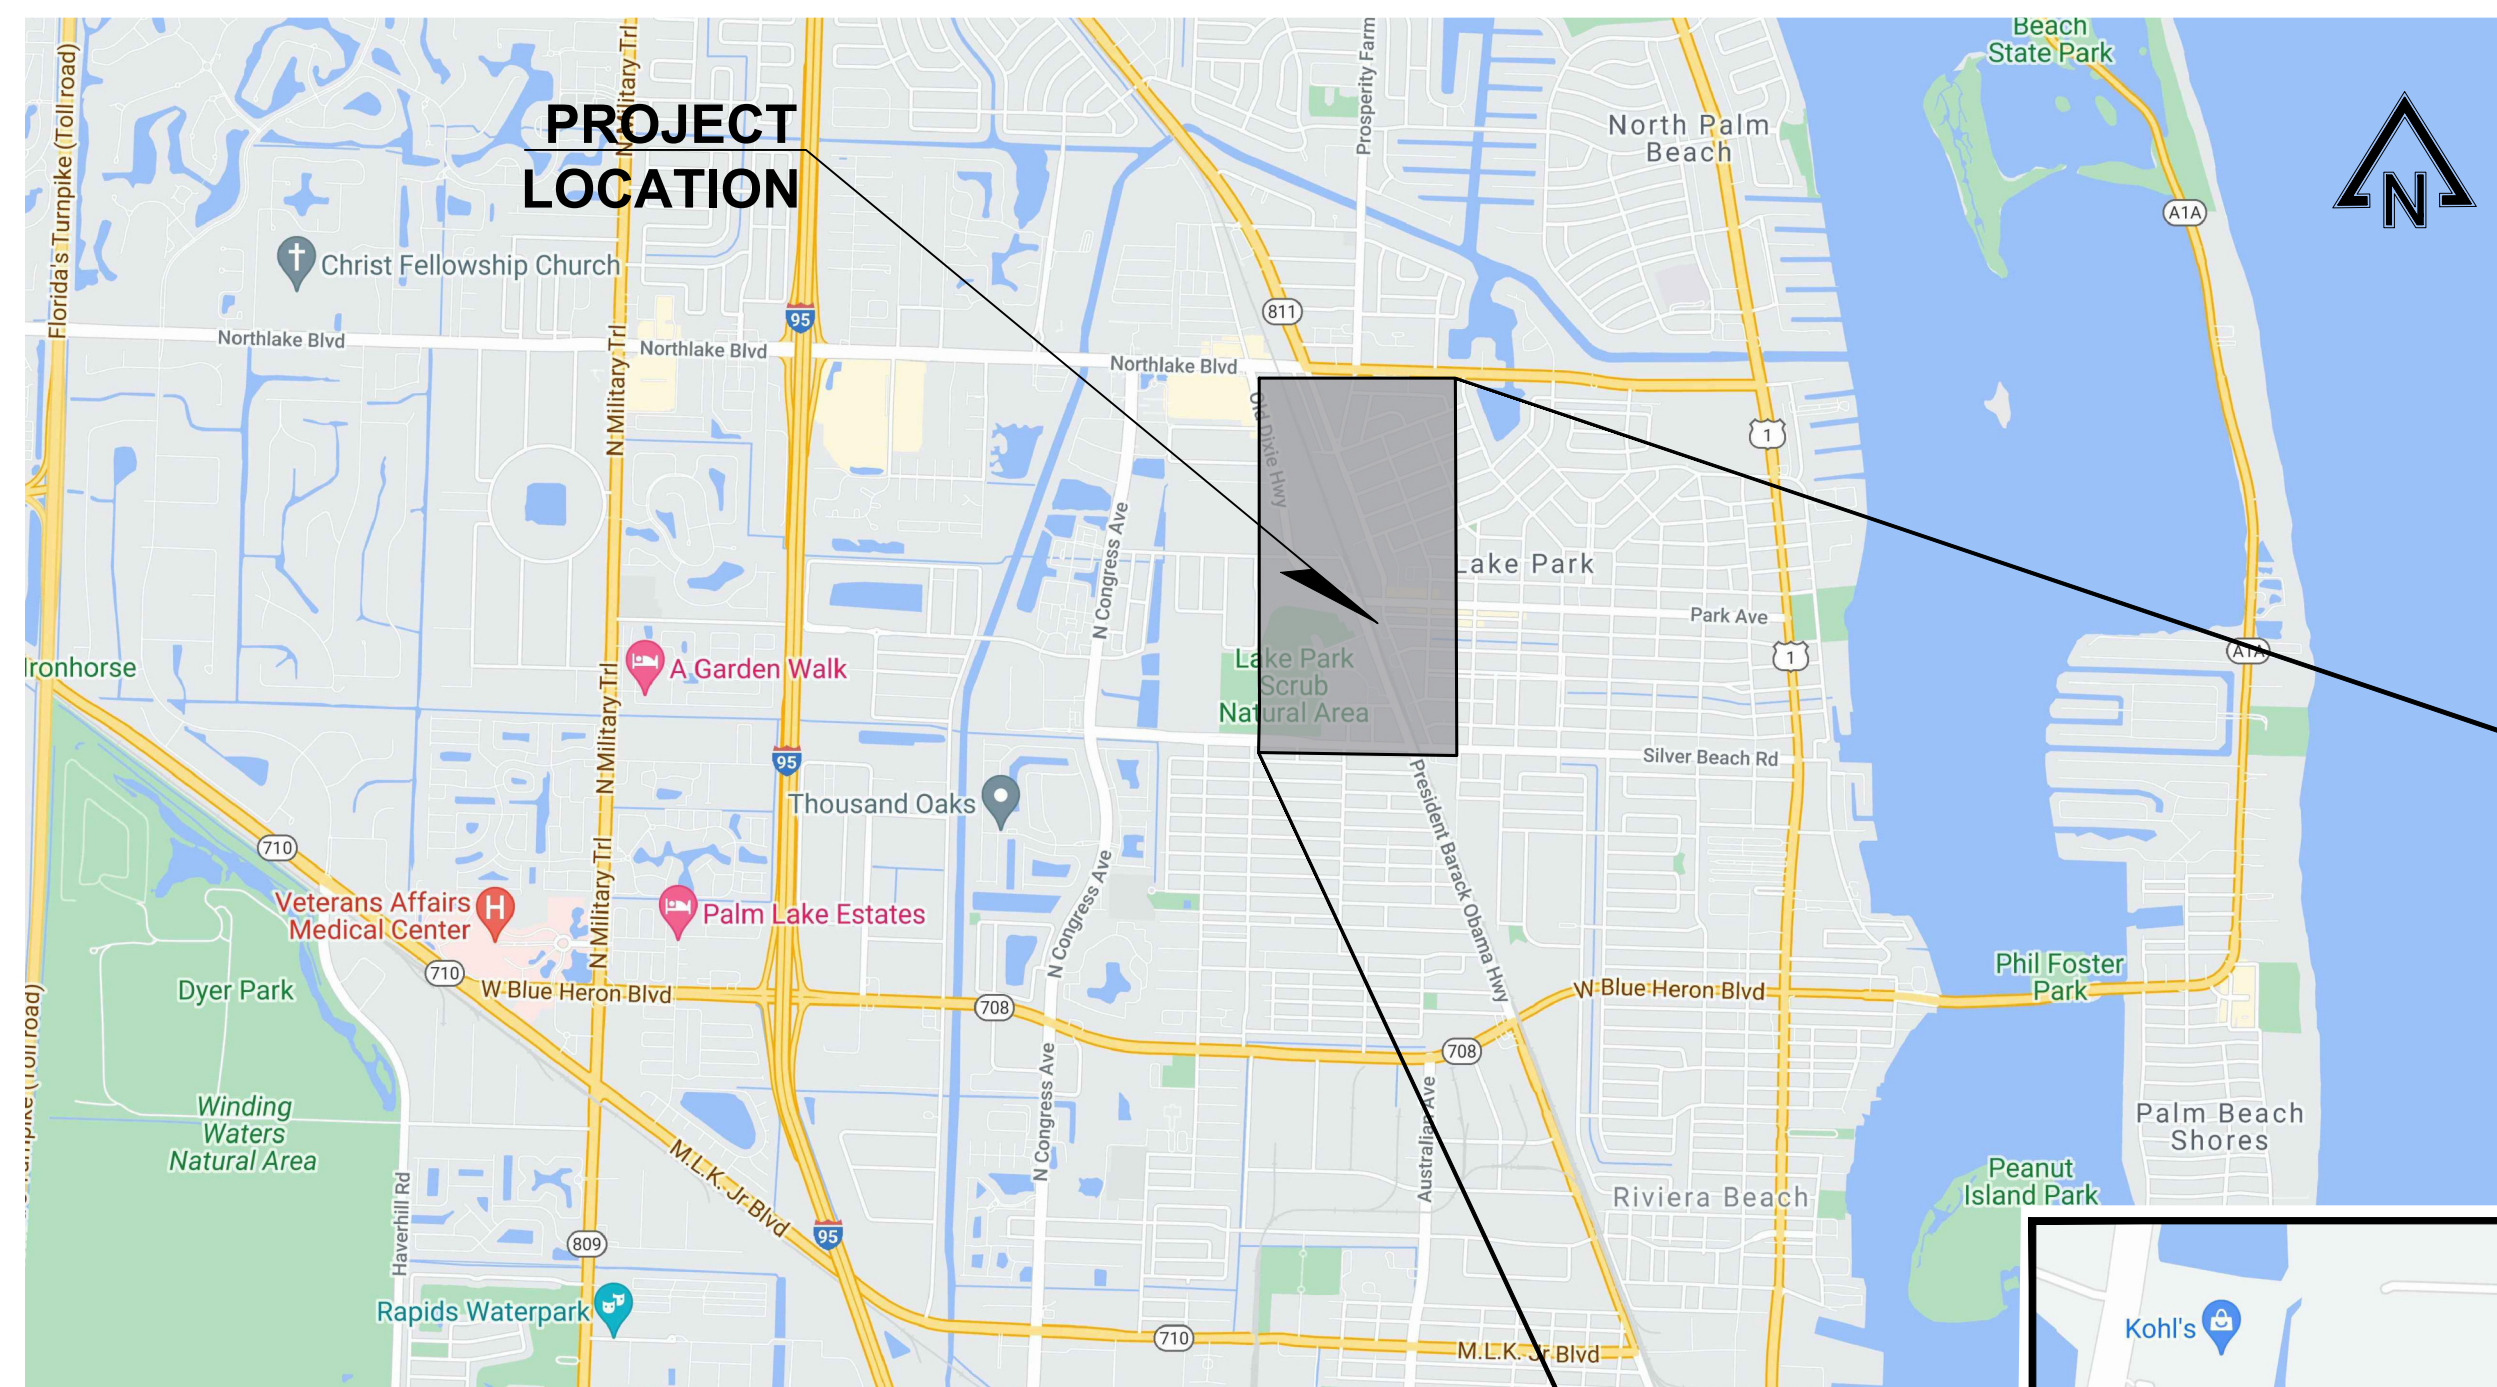 Beach
State Park
Florida's Turnpike (Toll road)
N Military Trl
Prosperity Farm
PROJECT
LOCATION
North Palm
Beach
N
A1A
Christ Fellowship Church
95
811
Northlake Blvd
Northlake Blvd
Northlake Blvd
N Military Trl
Old Dixie Hwy
1
N Congress Ave
Lake Park
Park Ave
Ironhorse
A Garden Walk
N Military Trl
Lake Park
Scrub
Natural Area
1
A1A
95
Silver Beach Rd
Thousand Oaks
President Barack Obama Hwy
710
N Military Trl
Veterans Affairs
Medical Center
Palm Lake Estates
N Congress Ave
710
Dyer Park
W Blue Heron Blvd
708
W Blue Heron Blvd
Phil Foster
Park
708
Turnpike (Toll road)
N Congress Ave
Australian Ave
Winding
Waters
Natural Area
M.L.K. Jr Blvd
Palm Beach
Shores
Haverhill Rd
Riviera Beach
Peanut
Island Park
809
95
Rapids Waterpark
710
M.L.K. Jr Blvd
Kohl's